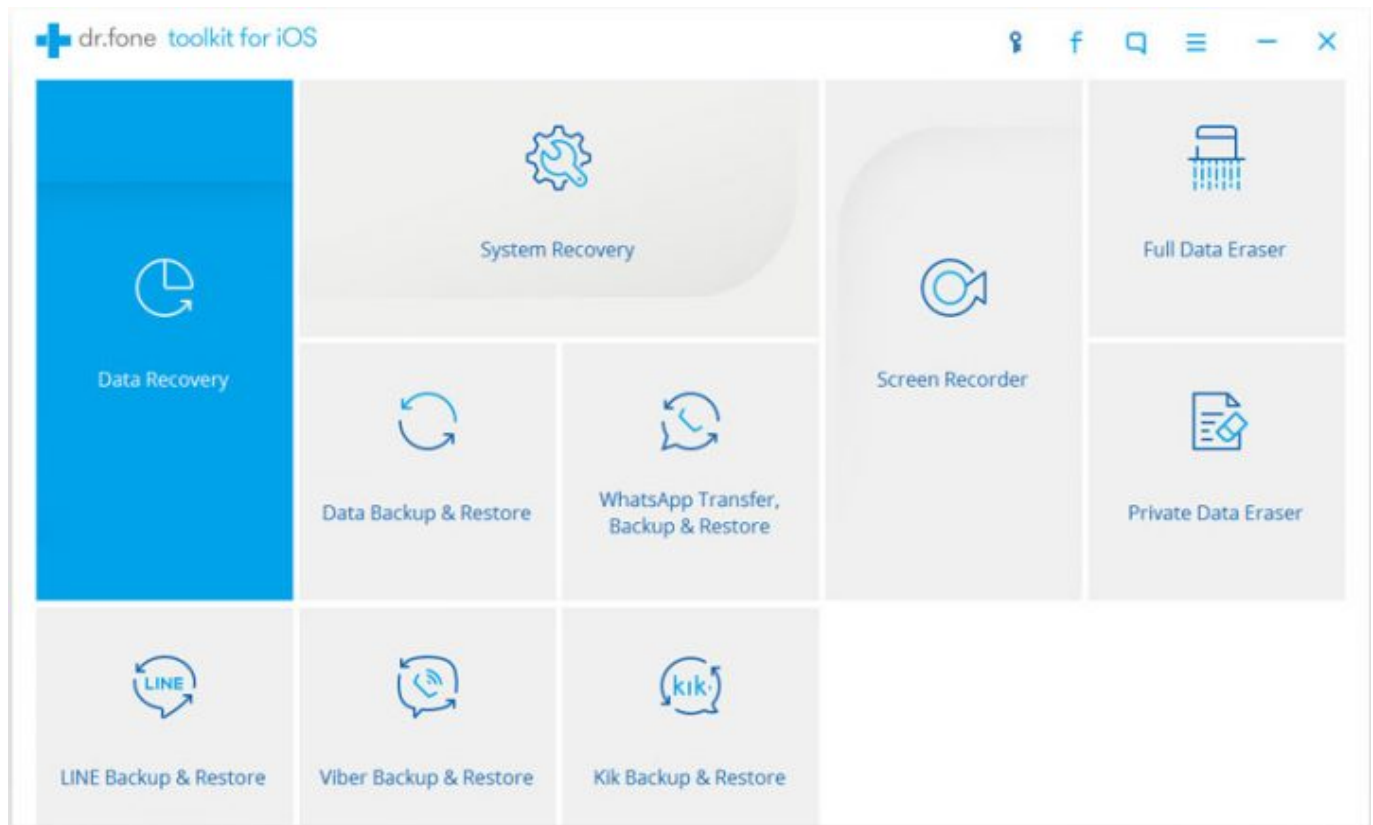 dr.fone toolkit for iOS
f
System Recovery
Full Data Eraser
Data Recovery
Screen Recorder
Data Backup & Restore
WhatsApp Transfer,
Backup & Restore
Private Data Eraser
LINE
kik
LINE Backup & Restore
Viber Backup & Restore
Kik Backup & Restore